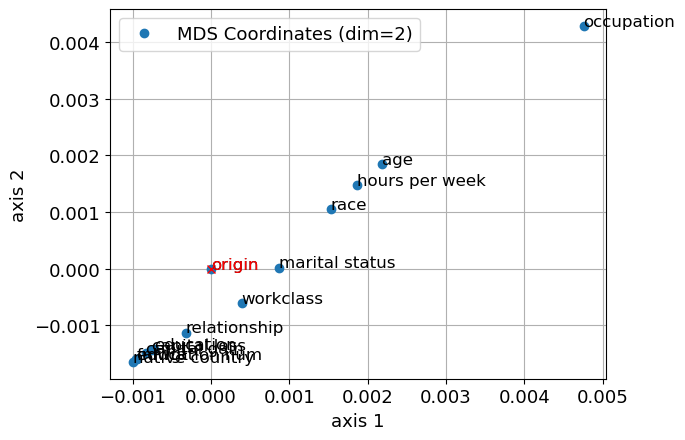 MDS Coordinates (dim=2)
occupation
age
hours per week
race
origin
marital status
workclass
relationship
education
native country
axis 2
0.004
0.003
0.002
0.001
0.000
−0.001
−0.001
0.000
0.001
0.002
0.003
0.004
0.005
axis 1